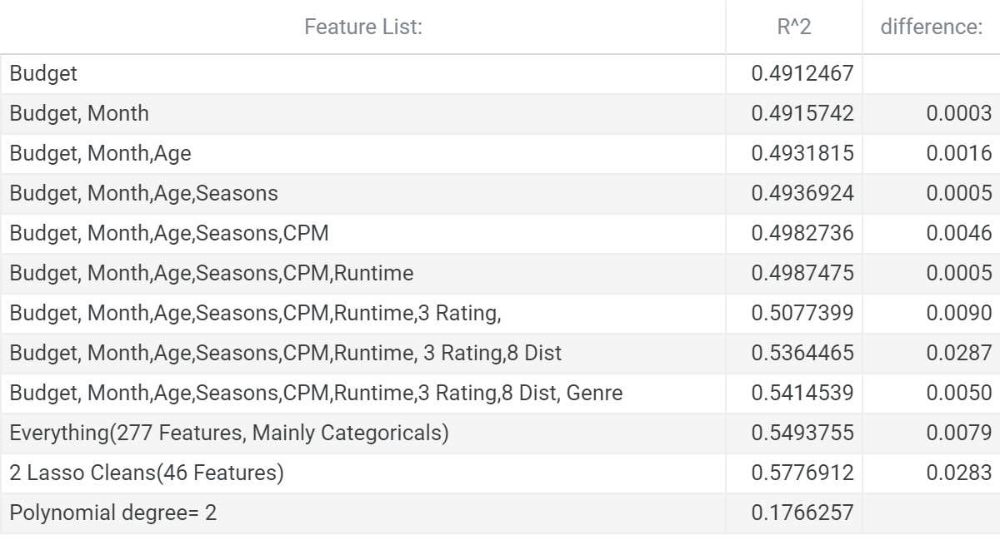 Feature List: R^2 difference:
Budget 0.4912467
Budget, Month 0.4915742 0.0003
Budget, Month,Age 0.4931815 0.0016
Budget, Month,Age,Seasons 0.4936924 0.0005
Budget, Month,Age,Seasons,CPM 0.4982736 0.0046
Budget, Month,Age,Seasons,CPM,Runtime 0.4987475 0.0005
Budget, Month,Age,Seasons,CPM,Runtime,3 Rating, 0.5077399 0.0090
Budget, Month,Age,Seasons,CPM,Runtime, 3 Rating,8 Dist 0.5364465 0.0287
Budget, Month,Age,Seasons,CPM,Runtime,3 Rating,8 Dist, Genre 0.5414539 0.0050
Everything(277 Features, Mainly Categoricals) 0.5493755 0.0079
2 Lasso Cleans(46 Features) 0.5776912 0.0283
Polynomial degree= 2 0.1766257